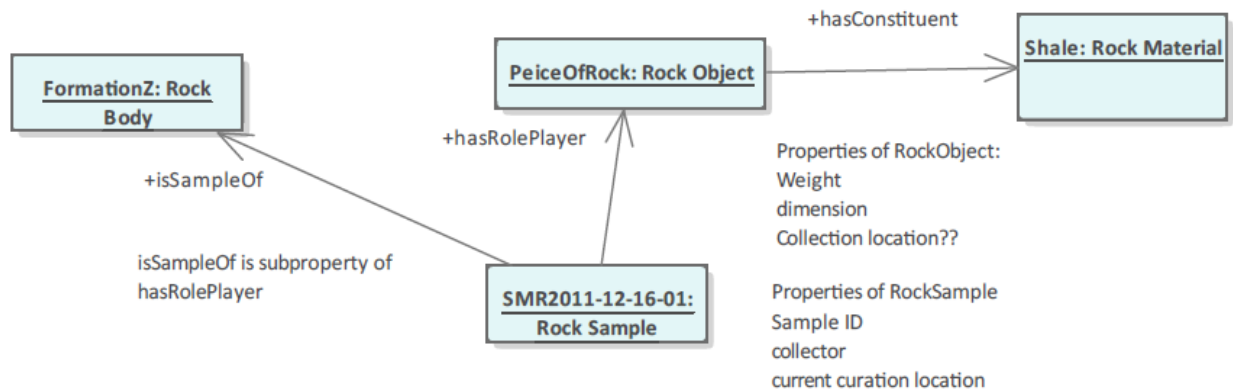 +hasConstituent
FormationZ: Rock
Body
PeiceOfRock: Rock Object
Shale: Rock Material
+hasRolePlayer
+isSampleOf
Properties of RockObject:
Weight
dimension
Collection location??
isSampleOf is subproperty of
hasRolePlayer
SMR2011-12-16-01:
Rock Sample
Properties of RockSample
Sample ID
collector
current curation location